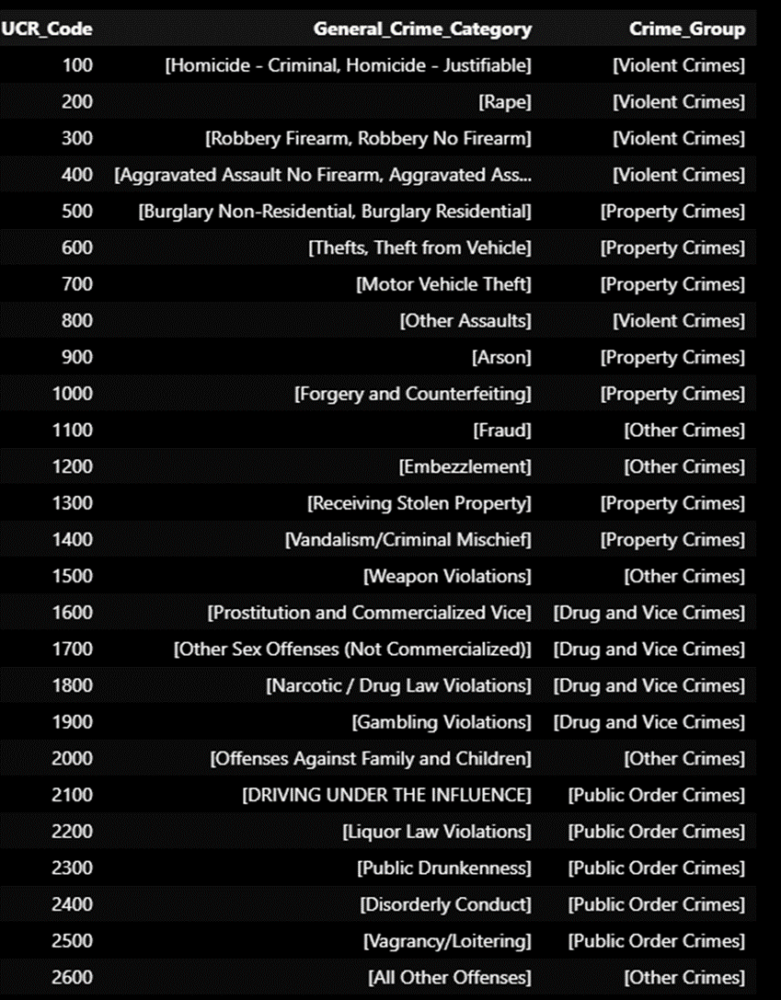 UCR_Code General_Crime_Category Crime_Group
100 [Homicide - Criminal, Homicide - Justifiable] [Violent Crimes]
200 [Rape] [Violent Crimes]
300 [Robbery Firearm, Robbery No Firearm] [Violent Crimes]
400 [Aggravated Assault No Firearm, Aggravated Ass... [Violent Crimes]
500 [Burglary Non-Residential, Burglary Residential] [Property Crimes]
600 [Thefts, Theft from Vehicle] [Property Crimes]
700 [Motor Vehicle Theft] [Property Crimes]
800 [Other Assaults] [Violent Crimes]
900 [Arson] [Property Crimes]
1000 [Forgery and Counterfeiting] [Property Crimes]
1100 [Fraud] [Other Crimes]
1200 [Embezzlement] [Other Crimes]
1300 [Receiving Stolen Property] [Property Crimes]
1400 [Vandalism/Criminal Mischief] [Property Crimes]
1500 [Weapon Violations] [Other Crimes]
1600 [Prostitution and Commercialized Vice] [Drug and Vice Crimes]
1700 [Other Sex Offenses (Not Commercialized)] [Drug and Vice Crimes]
1800 [Narcotic / Drug Law Violations] [Drug and Vice Crimes]
1900 [Gambling Violations] [Drug and Vice Crimes]
2000 [Offenses Against Family and Children] [Other Crimes]
2100 [DRIVING UNDER THE INFLUENCE] [Public Order Crimes]
2200 [Liquor Law Violations] [Public Order Crimes]
2300 [Public Drunkenness] [Public Order Crimes]
2400 [Disorderly Conduct] [Public Order Crimes]
2500 [Vagrancy/Loitering] [Public Order Crimes]
2600 [All Other Offenses] [Other Crimes]